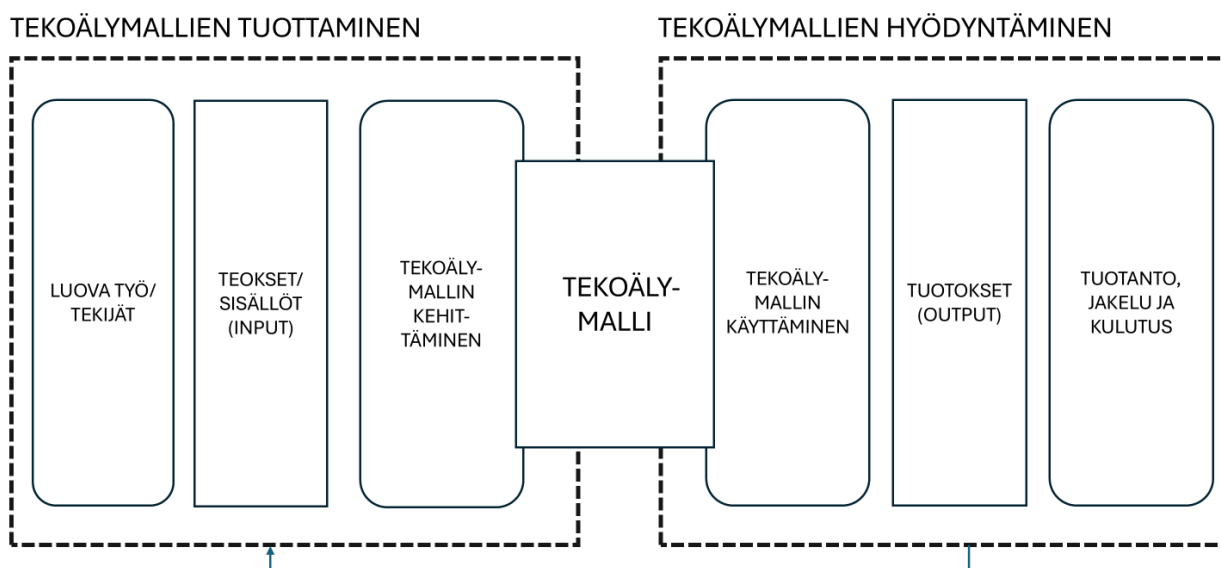 TEKOÄLYMALLIEN TUOTTAMINEN
TEKOÄLYMALLIEN HYÖDYNTÄMINEN
LUOVA TYÖ/
TEKIJÄT
TEOKSET/
SISÄLLÖT
(INPUT)
TEKOÄLY-
MALLIN
KEHIT-
TÄMINEN
TEKOÄLY-
MALLI
TEKOÄLY-
MALLIN
KÄYTTÄMINEN
TUOTOKSET
(OUTPUT)
TUOTANTO,
JAKELU JA
KULUTUS